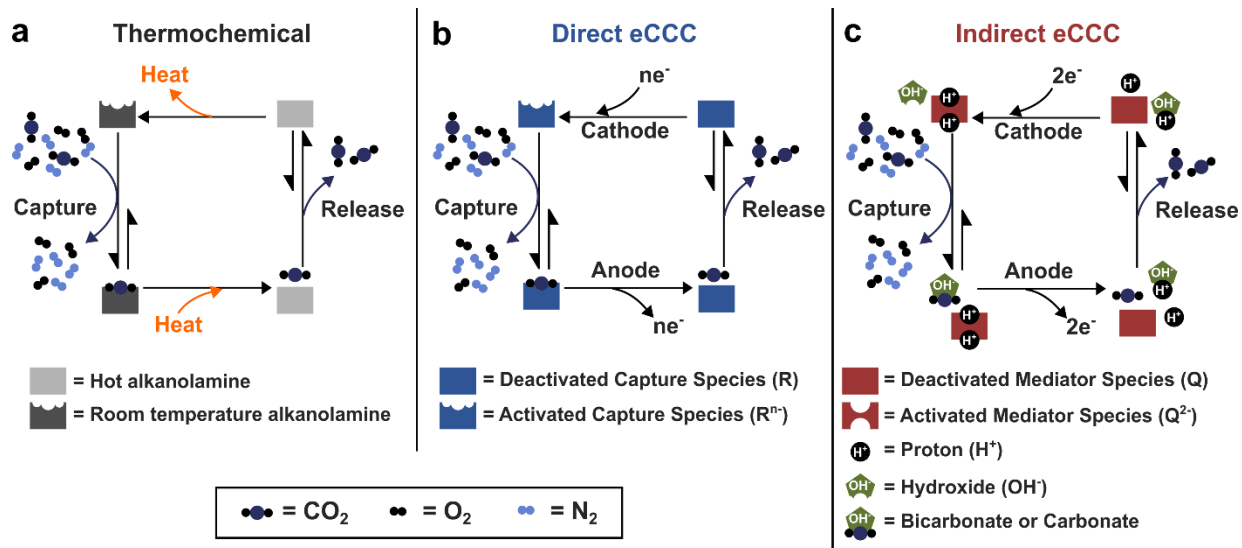 a
Thermochemical
Heat
Capture
Release
Heat
= Hot alkanolamine
= Room temperature alkanolamine
b
Direct eCCC
ne⁻
Cathode
Capture
Release
Anode
ne⁻
= Deactivated Capture Species (R)
= Activated Capture Species (Rⁿ⁻)
c
Indirect eCCC
2e⁻
OH⁻
H⁺
H⁺
H⁺
OH⁻
H⁺
Cathode
Capture
Release
OH⁻
H⁺
H⁺
Anode
2e⁻
OH⁻
H⁺
H⁺
= Deactivated Mediator Species (Q)
= Activated Mediator Species (Q²⁻)
H⁺ = Proton (H⁺)
OH⁻ = Hydroxide (OH⁻)
OH⁻ = Bicarbonate or Carbonate
= CO₂ = O₂ = N₂